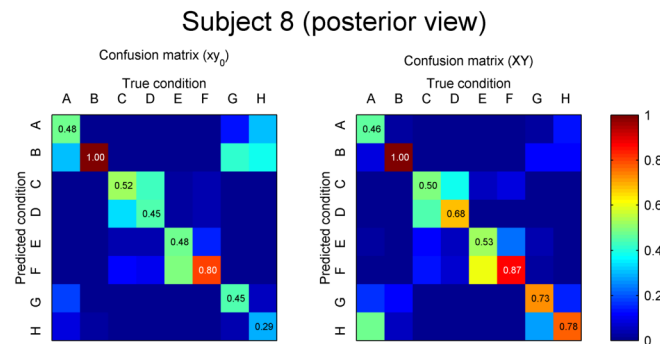 Subject 8 (posterior view)
Confusion matrix (xy0)
True condition
A B C D E F G H
Predicted condition
A 0.48
B 1.00
C 0.52
D 0.45
E 0.48
F 0.80
G 0.45
H 0.29
Confusion matrix (XY)
True condition
A B C D E F G H
Predicted condition
A 0.46
B 1.00
C 0.50
D 0.68
E 0.53
F 0.87
G 0.73
H 0.78
1
0.8
0.6
0.4
0.2
0